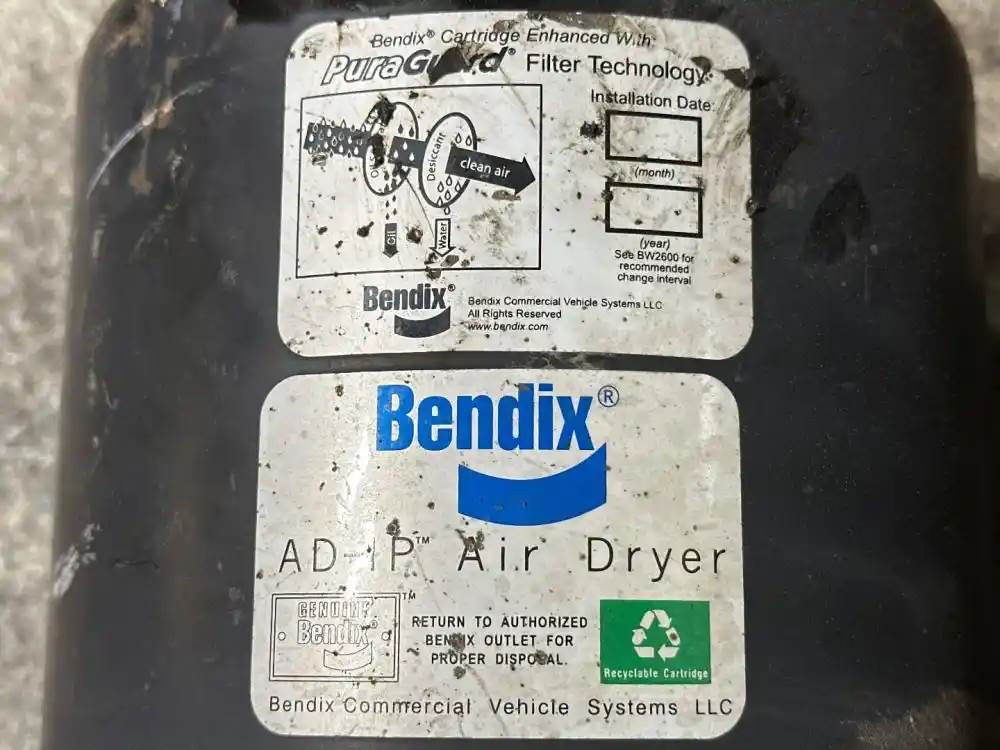 Bendix® Cartridge Enhanced With:
PuraGuard® Filter Technology
Installation Date:
(month)
(year)
See BW2600 for
recommended
change interval
Desiccant
clean air
Oil
Water
Bendix®
Bendix Commercial Vehicle Systems LLC
All Rights Reserved
www.bendix.com
Bendix®
AD-IP™ Air Dryer
GENUINE
Bendix®
™
RETURN TO AUTHORIZED
BENDIX OUTLET FOR
PROPER DISPOSAL.
Recyclable Cartridge
Bendix Commercial Vehicle Systems LLC